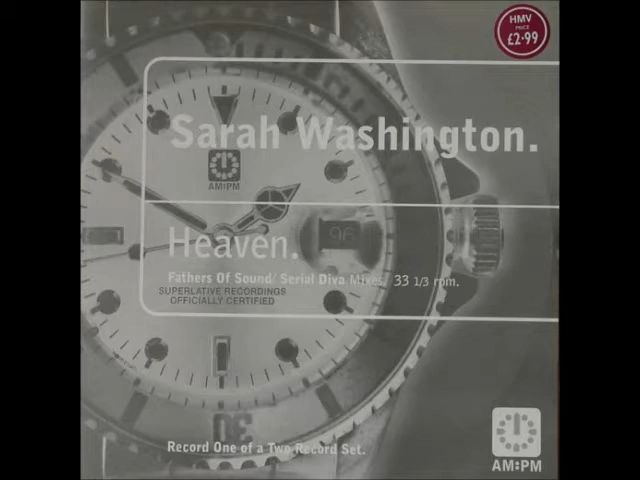 HMV
PRICE
£2·99
Sarah Washington.
AM:PM
Heaven.
96
Fathers Of Sound/ Serial Diva Mixes/ 33 1/3 rpm.
SUPERLATIVE RECORDINGS
OFFICIALLY CERTIFIED
30
Record One of a Two Record Set.
AM:PM